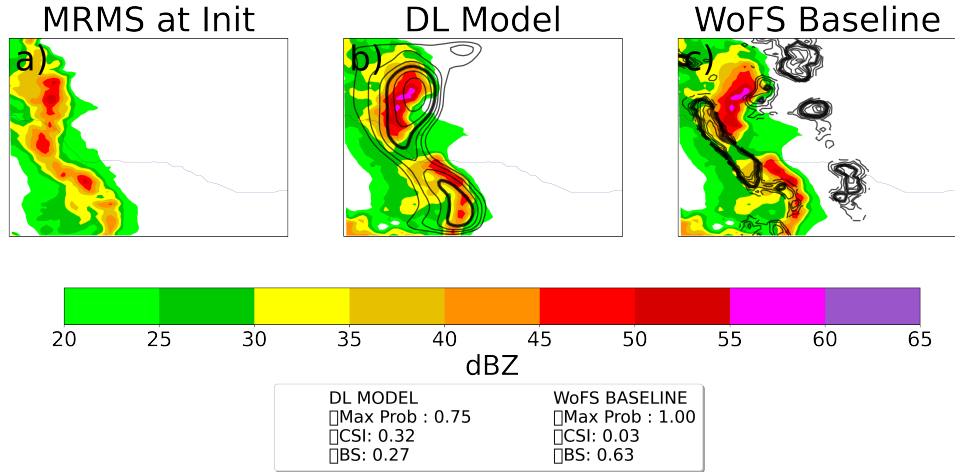 MRMS at Init
DL Model
WoFS Baseline
a)
b)
c)
20 25 30 35 40 45 50 55 60 65
dBZ
DL MODEL
▯Max Prob : 0.75
▯CSI: 0.32
▯BS: 0.27
WoFS BASELINE
▯Max Prob : 1.00
▯CSI: 0.03
▯BS: 0.63